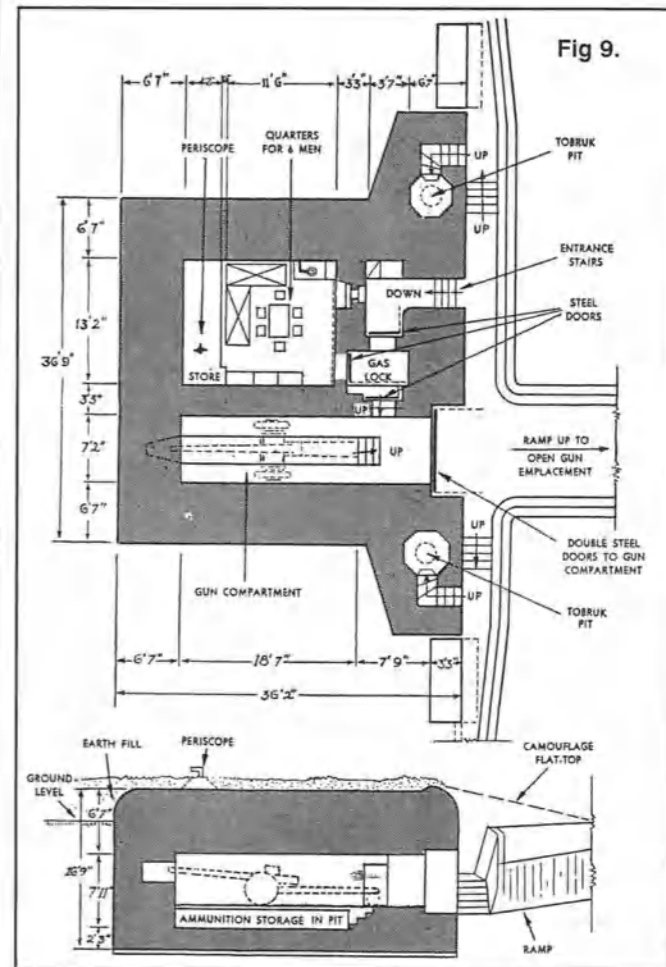 Fig 9.
6'7"
11'6"
3'3"
3'7"
6'7"
PERISCOPE
QUARTERS
FOR 6 MEN
UP
TOBRUK
PIT
UP
6'7"
ENTRANCE
STAIRS
DOWN
STEEL
DOORS
13'2"
36'9"
GAS
LOCK
STORE
3'3"
UP
7'2"
UP
RAMP UP TO
OPEN GUN
EMPLACEMENT
6'7"
UP
DOUBLE STEEL
DOORS TO GUN
COMPARTMENT
UP
GUN COMPARTMENT
TOBRUK
PIT
6'7"
18'7"
7'9"
3'3"
36'2"
PERISCOPE
EARTH FILL
CAMOUFLAGE
FLAT-TOP
GROUND
LEVEL
6'7"
16'9"
7'11"
AMMUNITION STORAGE IN PIT
2'3"
RAMP